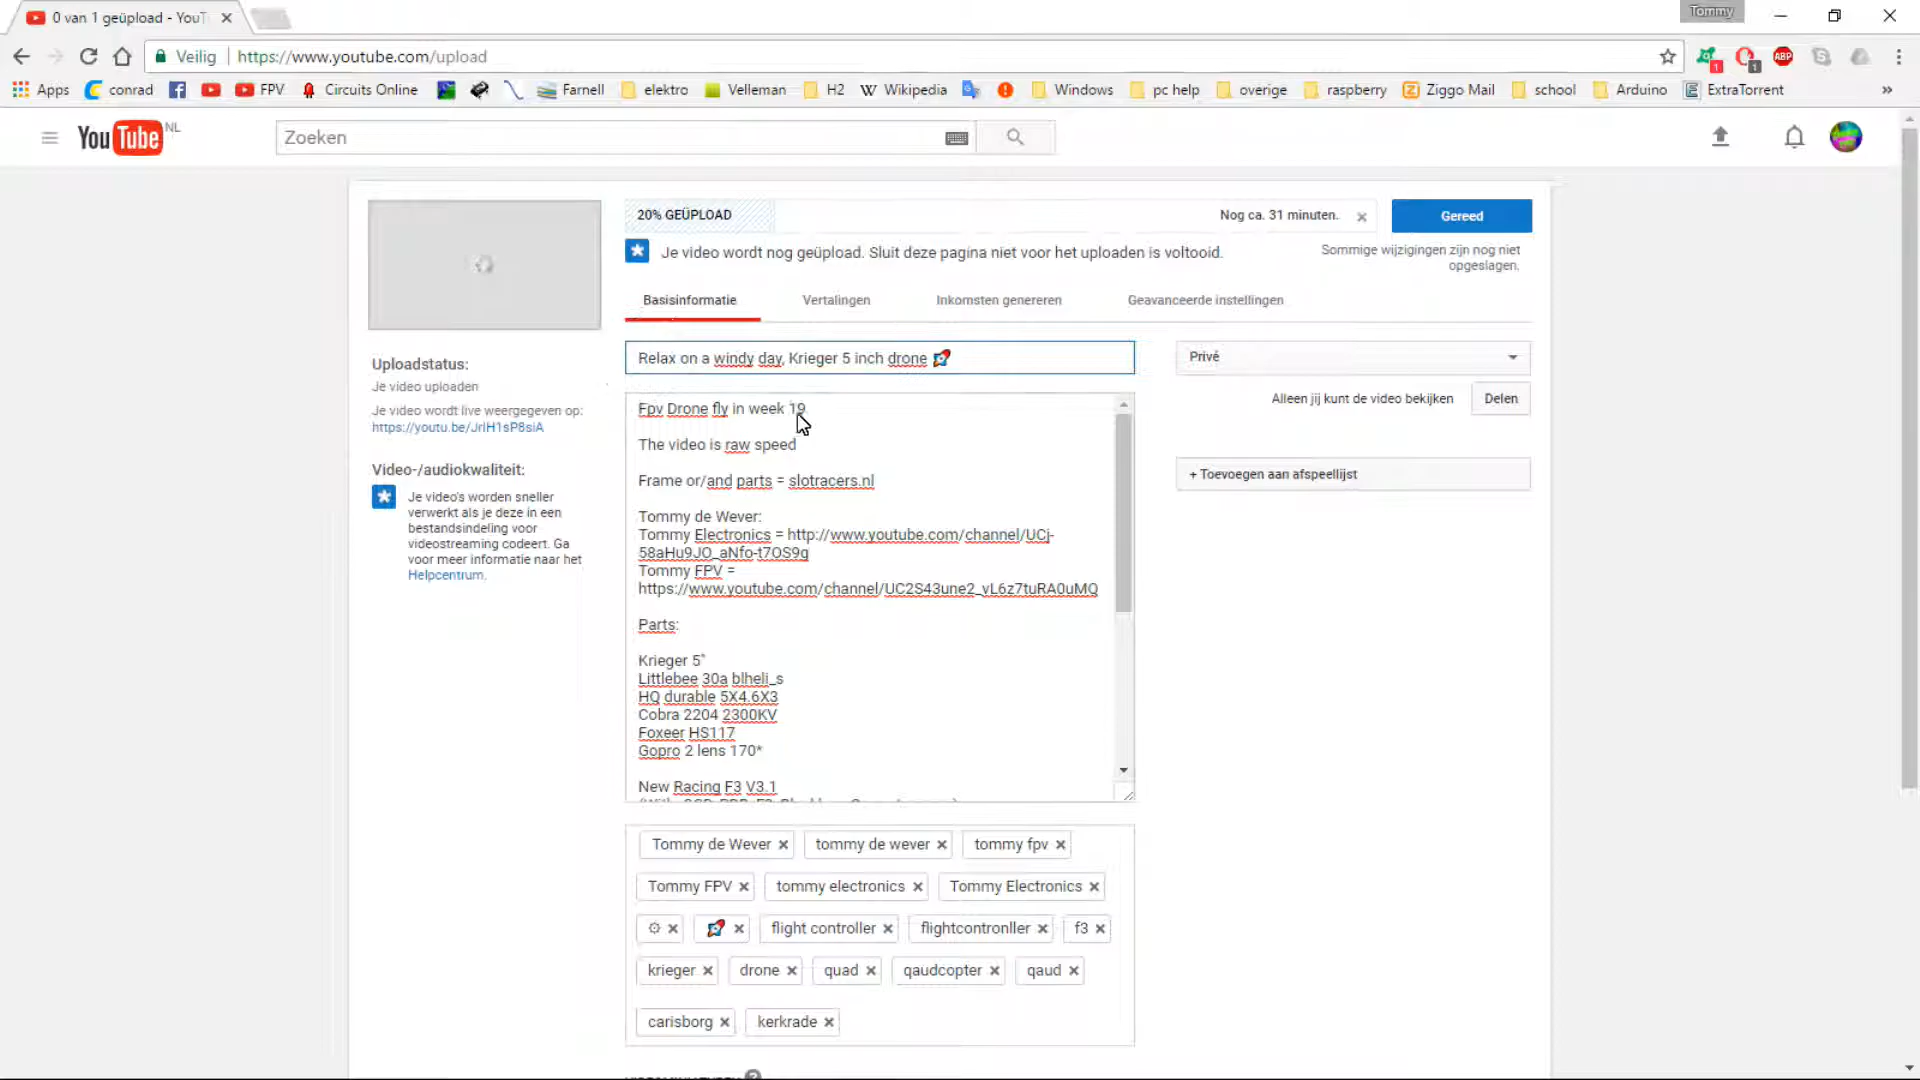 0 van 1 geüpload - YouT
Tommy
Veilig
https://www.youtube.com/upload
1
1
ABP
Apps
conrad
FPV
Circuits Online
Farnell
elektro
Velleman
H2
Wikipedia
Windows
pc help
overige
raspberry
Ziggo Mail
school
Arduino
ExtraTorrent
YouTube NL
Zoeken
20% GEÜPLOAD
Nog ca. 31 minuten.
Gereed
Je video wordt nog geüpload. Sluit deze pagina niet voor het uploaden is voltooid.
Sommige wijzigingen zijn nog niet
opgeslagen.
Basisinformatie
Vertalingen
Inkomsten genereren
Geavanceerde instellingen
Uploadstatus:
Je video uploaden
Je video wordt live weergegeven op:
https://youtu.be/JrIH1sP8siA
Video-/audiokwaliteit:
Je video's worden sneller
verwerkt als je deze in een
bestandsindeling voor
videostreaming codeert. Ga
voor meer informatie naar het
Helpcentrum.
Relax on a windy day, Krieger 5 inch drone 🚀
Fpv Drone fly in week 19
The video is raw speed
Frame or/and parts = slotracers.nl
Tommy de Wever:
Tommy Electronics = http://www.youtube.com/channel/UCj-
58aHu9JO_aNfo-t7OS9g
Tommy FPV =
https://www.youtube.com/channel/UC2S43une2_vL6z7tuRA0uMQ
Parts:
Krieger 5"
Littlebee 30a blheli_s
HQ durable 5X4.6X3
Cobra 2204 2300KV
Foxeer HS117
Gopro 2 lens 170*
New Racing F3 V3.1
Privé
Alleen jij kunt de video bekijken
Delen
+ Toevoegen aan afspeellijst
Tommy de Wever
tommy de wever
tommy fpv
Tommy FPV
tommy electronics
Tommy Electronics
flight controller
flightcontronller
f3
krieger
drone
quad
qaudcopter
qaud
carisborg
kerkrade